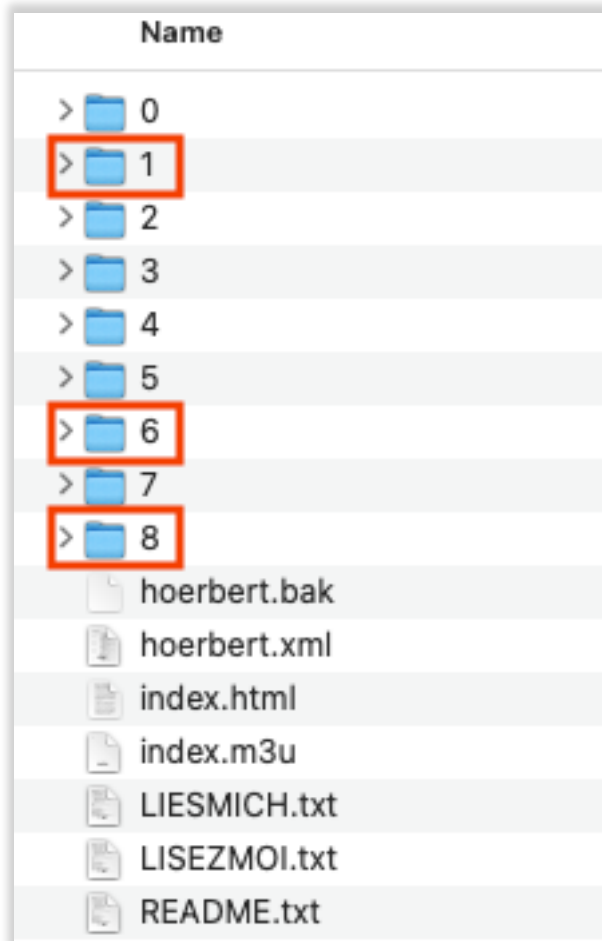 Name
0
1
2
3
4
5
6
7
8
hoerbert.bak
hoerbert.xml
index.html
index.m3u
LIESMICH.txt
LISEZMOI.txt
README.txt